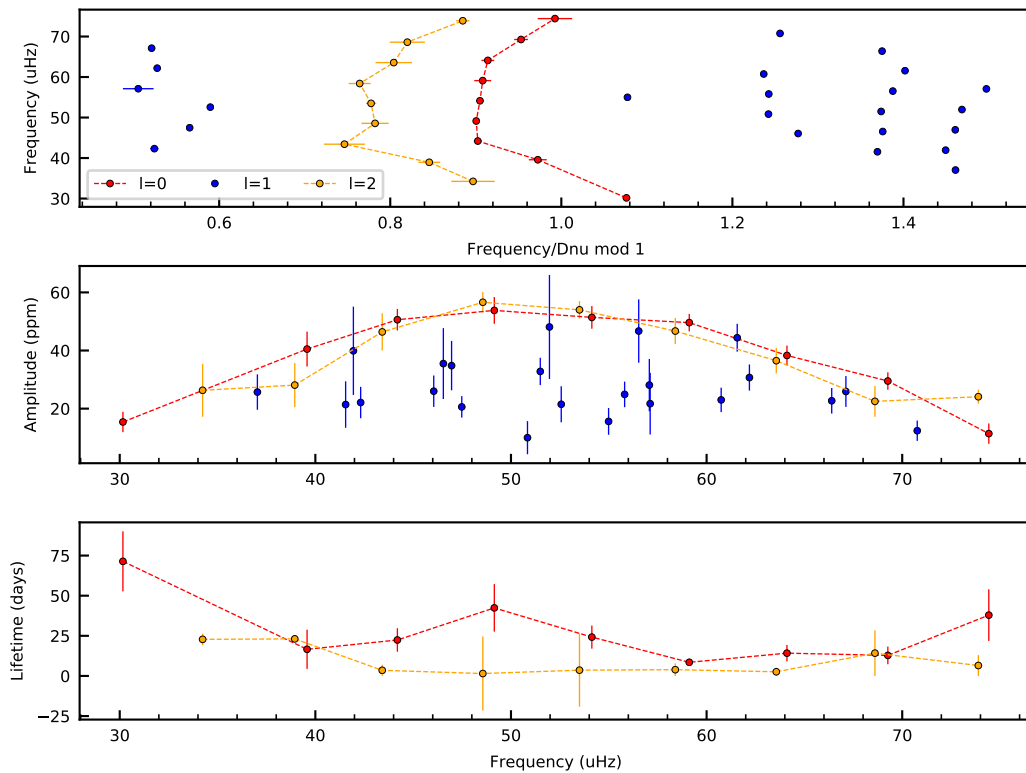 Frequency (uHz)
70
60
50
40
30
l=0 l=1 l=2
0.6 0.8 1.0 1.2 1.4
Frequency/Dnu mod 1
Amplitude (ppm)
60
40
20
30 40 50 60 70
Lifetime (days)
75
50
25
0
−25
30 40 50 60 70
Frequency (uHz)